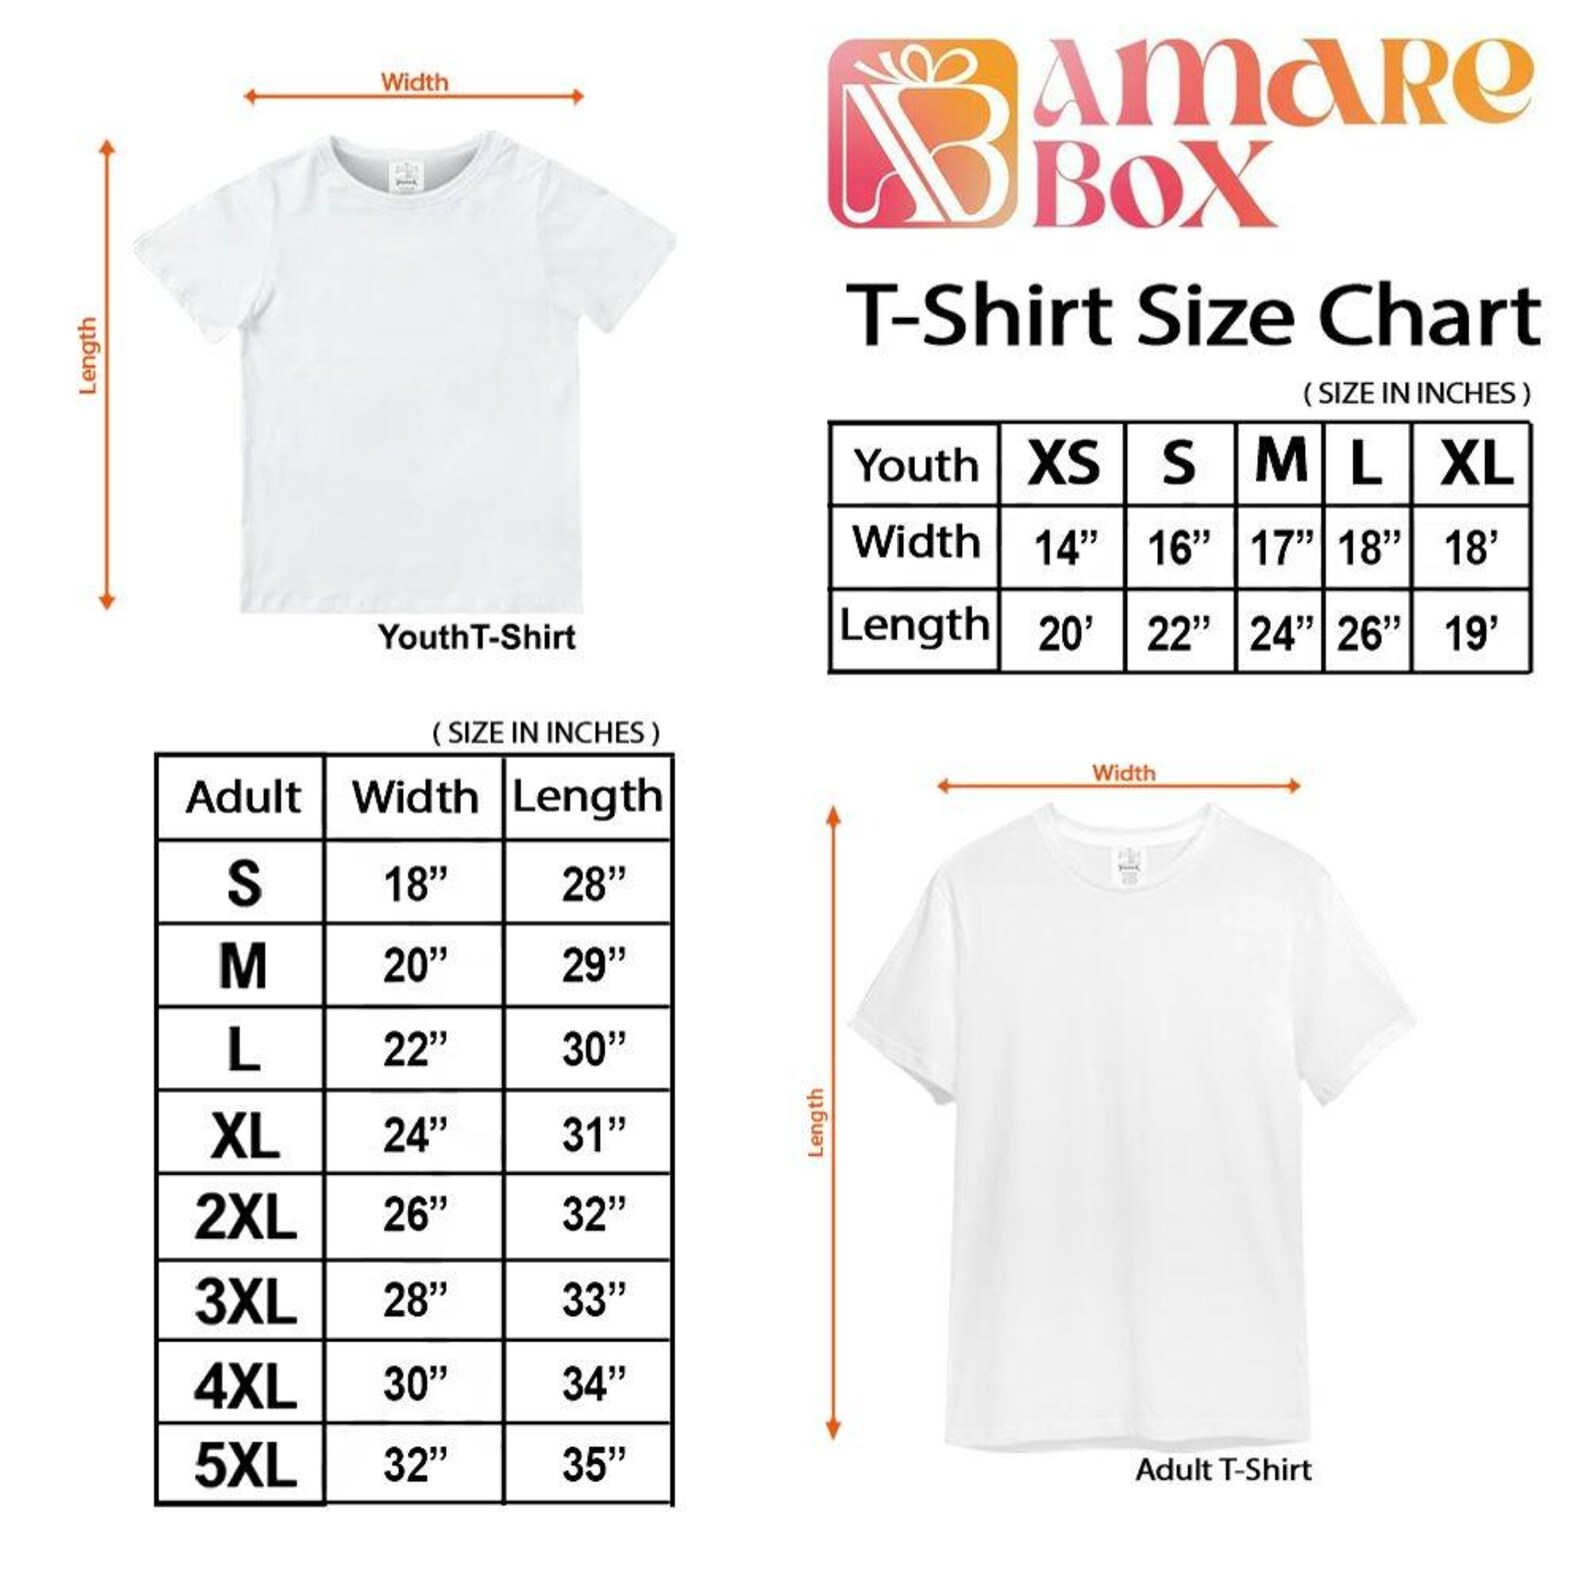 Width
Length
YouthT-Shirt
AMARE
BOX
T-Shirt Size Chart
( SIZE IN INCHES )
Youth XS S M L XL
Width 14” 16” 17” 18” 18’
Length 20’ 22” 24” 26” 19’
( SIZE IN INCHES )
Adult Width Length
S 18” 28”
M 20” 29”
L 22” 30”
XL 24” 31”
2XL 26” 32”
3XL 28” 33”
4XL 30” 34”
5XL 32” 35”
Width
Length
Adult T-Shirt